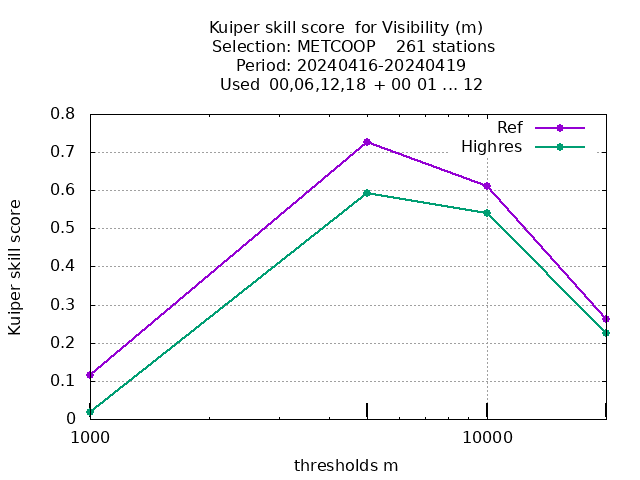 Kuiper skill score  for Visibility (m)
Selection: METCOOP    261 stations
Period: 20240416-20240419
Used  00,06,12,18  + 00 01 ... 12
Ref
Highres
0.8
0.7
0.6
0.5
0.4
0.3
0.2
0.1
0
Kuiper skill score
1000
10000
thresholds m